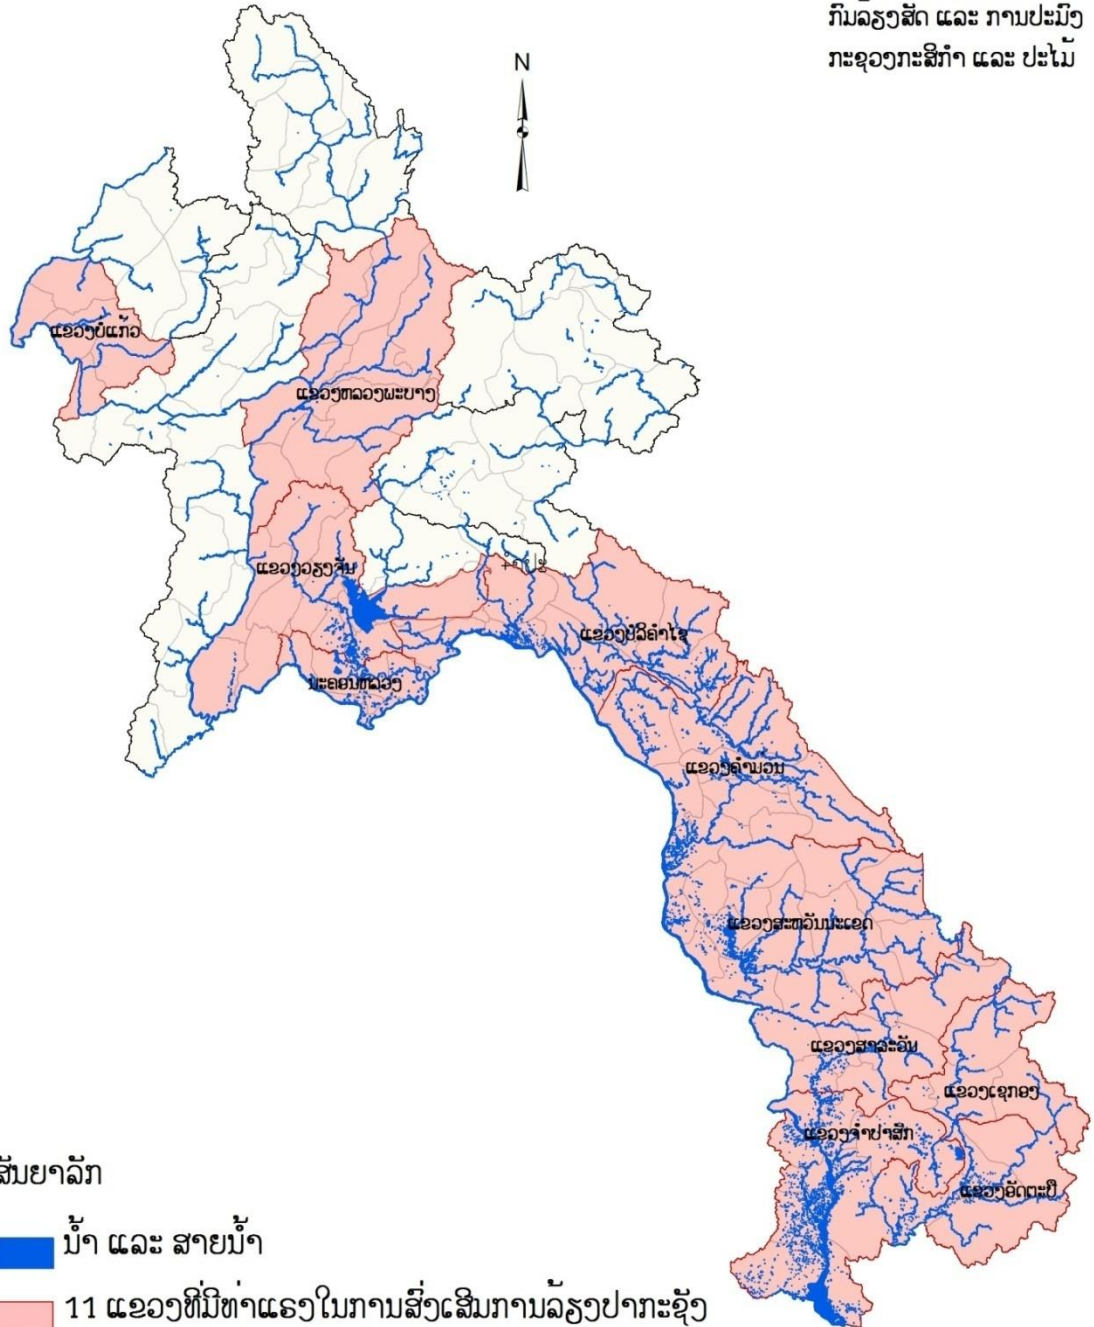 ກົມລ້ຽງສັດ ແລະ ການປະມົງ
ກະຊວງກະສິກຳ ແລະ ປະໄມ້
N
ແຂວງບໍ່ແກ້ວ
ແຂວງຫລວງພະບາງ
ແຂວງວຽງຈັນ
ແຂວງບໍລິຄຳໄຊ
ນະຄອນຫລວງ
ແຂວງຄຳມ່ວນ
ແຂວງສະຫວັນນະເຂດ
ແຂວງສາລະວັນ
ແຂວງເຊກອງ
ແຂວງຈຳປາສັກ
ແຂວງອັດຕະປື
ສັນຍາລັກ
ນ້ຳ ແລະ ສາຍນ້ຳ
11 ແຂວງທີ່ມີທ່າແຮງໃນການສົ່ງເສີມການລ້ຽງປາກະຊັງ